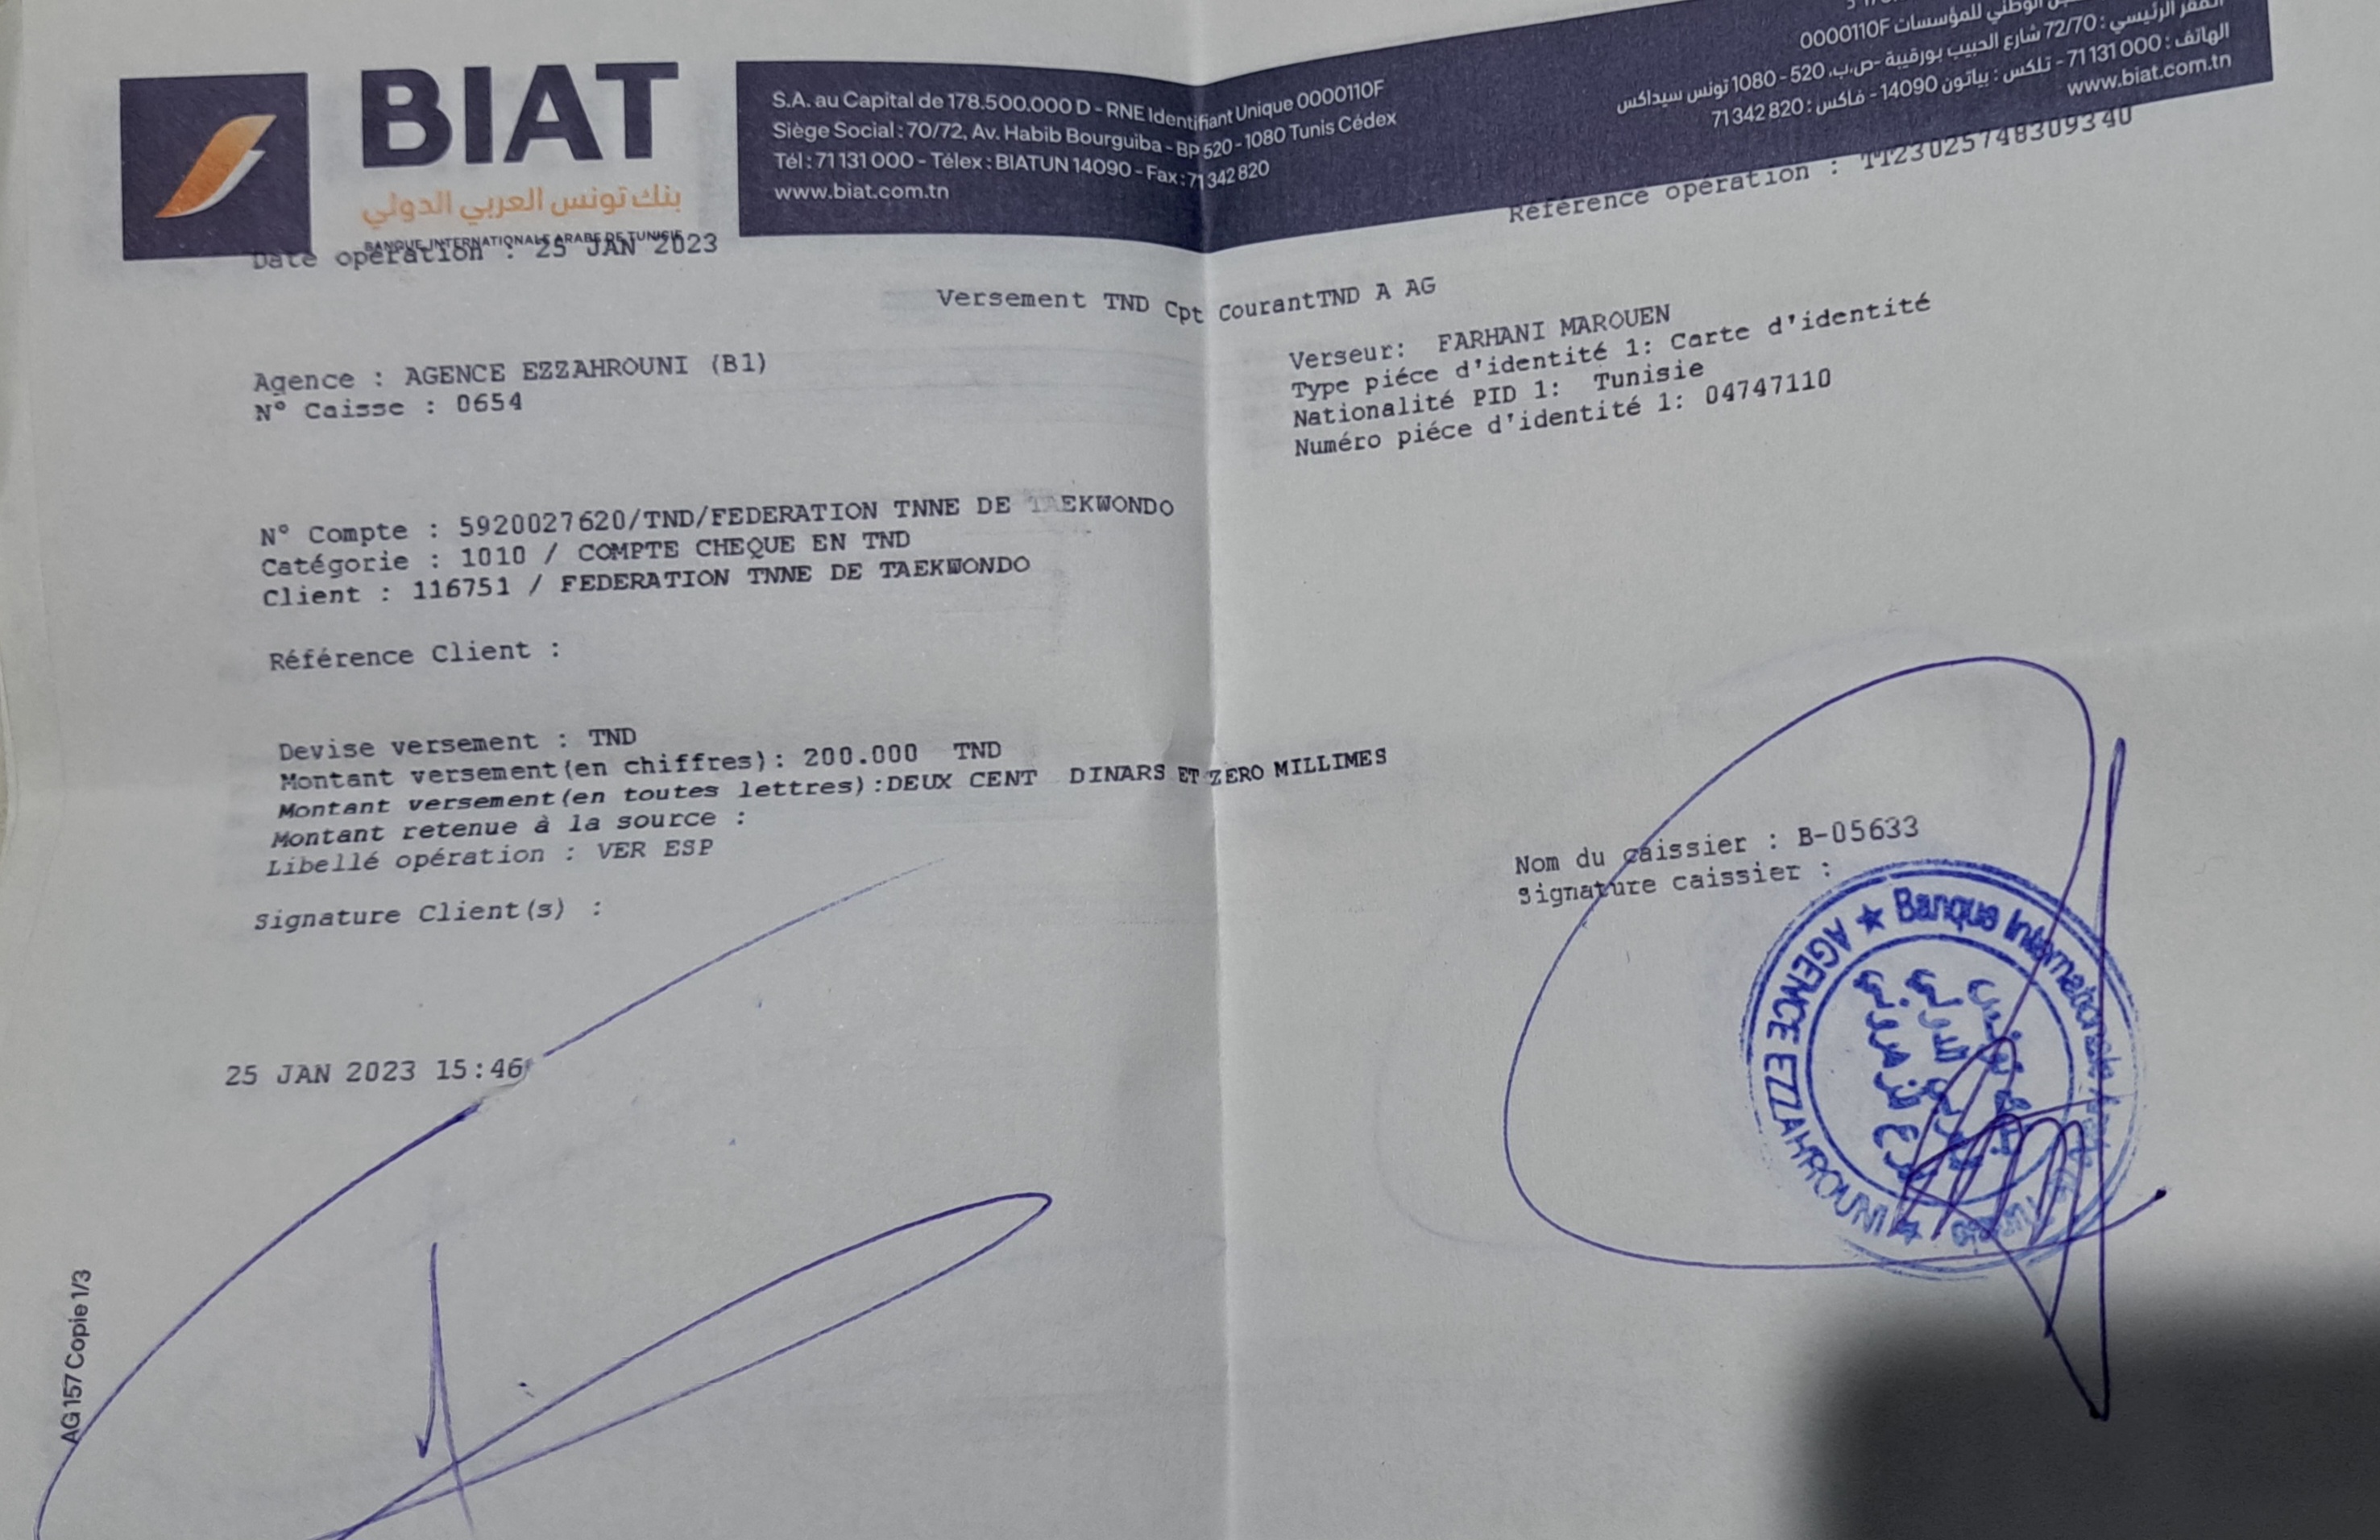 BIAT
بنك تونس العربي الدولي
BANQUE INTERNATIONALE ARABE DE TUNISIE
S.A. au Capital de 178.500.000 D - RNE Identifiant Unique 0000110F
Siège Social : 70/72, Av. Habib Bourguiba - BP 520 - 1080 Tunis Cédex
Tél : 71 131 000 - Télex : BIATUN 14090 - Fax : 71 342 820
www.biat.com.tn
الوطني للمؤسسات 0000110F
المقر الرئيسي : 72/70 شارع الحبيب بورقيبة -ص.ب. 520 - 1080 تونس سيداكس
الهاتف : 000 131 71 - تلكس : بياتون 14090 - فاكس : 820 342 71
www.biat.com.tn
Date opération : 25 JAN 2023
Référence opération : TT23025748309340
Versement TND Cpt CourantTND A AG
Agence : AGENCE EZZAHROUNI (B1)
N° Caisse : 0654
Verseur: FARHANI MAROUEN
Type piéce d'identité 1: Carte d'identité
Nationalité PID 1: Tunisie
Numéro piéce d'identité 1: 04747110
N° Compte : 5920027620/TND/FEDERATION TNNE DE TAEKWONDO
Catégorie : 1010 / COMPTE CHEQUE EN TND
Client : 116751 / FEDERATION TNNE DE TAEKWONDO
Référence Client :
Devise versement : TND
Montant versement(en chiffres): 200.000 TND
Montant versement(en toutes lettres):DEUX CENT DINARS ET ZERO MILLIMES
Montant retenue à la source :
Libellé opération : VER ESP
Signature Client(s) :
Nom du caissier : B-05633
Signature caissier :
Banque Internationale Arabe
AGENCE EZZAHROUNI
25 JAN 2023 15:46
AG 157 Copie 1/3